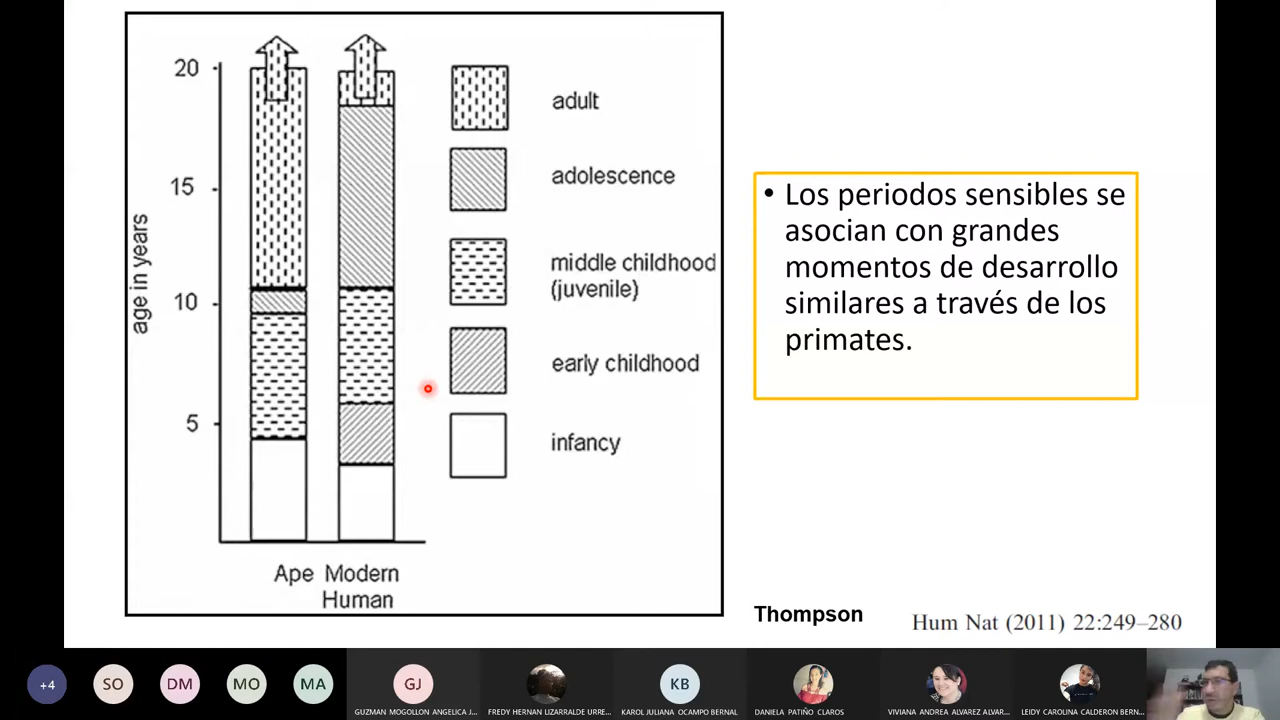 20
15
10
5
age in years
Ape Modern
Human
adult
adolescence
middle childhood
(juvenile)
early childhood
infancy
• Los periodos sensibles se
asocian con grandes
momentos de desarrollo
similares a través de los
primates.
Thompson
Hum Nat (2011) 22:249–280
+4
SO
DM
MO
MA
GJ
KB
GUZMAN MOGOLLON ANGELICA J...
FREDY HERNAN LIZARRALDE URRE...
KAROL JULIANA OCAMPO BERNAL
DANIELA PATIÑO CLAROS
VIVIANA ANDREA ALVAREZ ALVAR...
LEIDY CAROLINA CALDERON BERN...